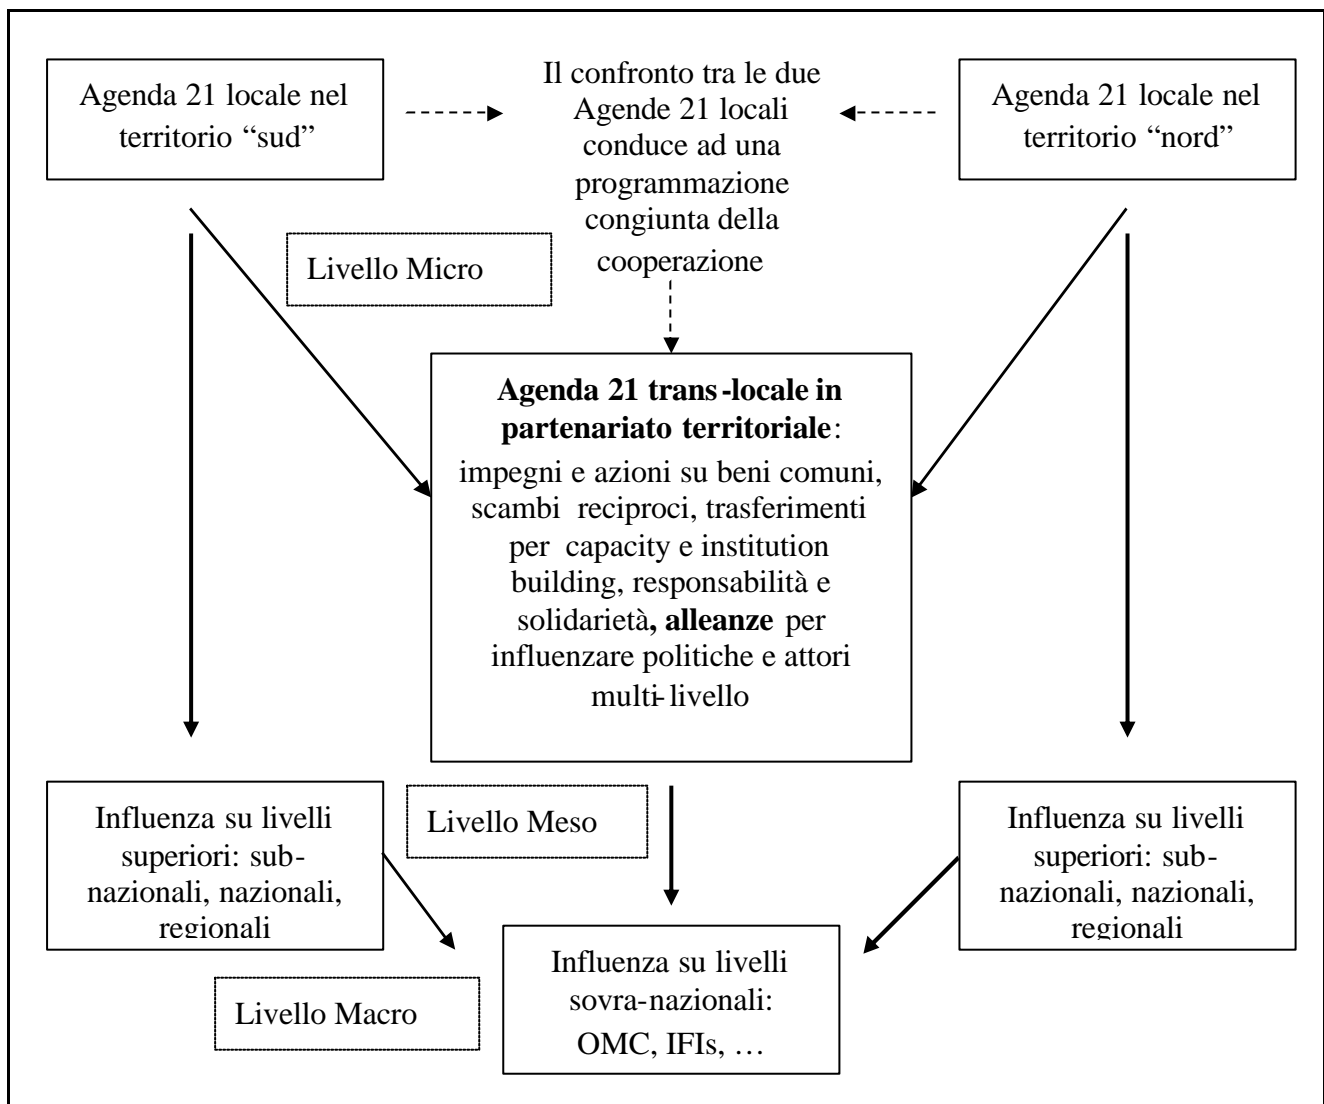 Agenda 21 locale nel
territorio “sud”
Il confronto tra le due
Agende 21 locali
conduce ad una
programmazione
congiunta della
cooperazione
Agenda 21 locale nel
territorio “nord”
Livello Micro
Agenda 21 trans-locale in
partenariato territoriale:
impegni e azioni su beni comuni,
scambi reciproci, trasferimenti
per capacity e institution
building, responsabilità e
solidarietà, alleanze per
influenzare politiche e attori
multi-livello
Influenza su livelli
superiori: sub-
nazionali, nazionali,
regionali
Livello Meso
Influenza su livelli
superiori: sub-
nazionali, nazionali,
regionali
Livello Macro
Influenza su livelli
sovra-nazionali:
OMC, IFIs, …